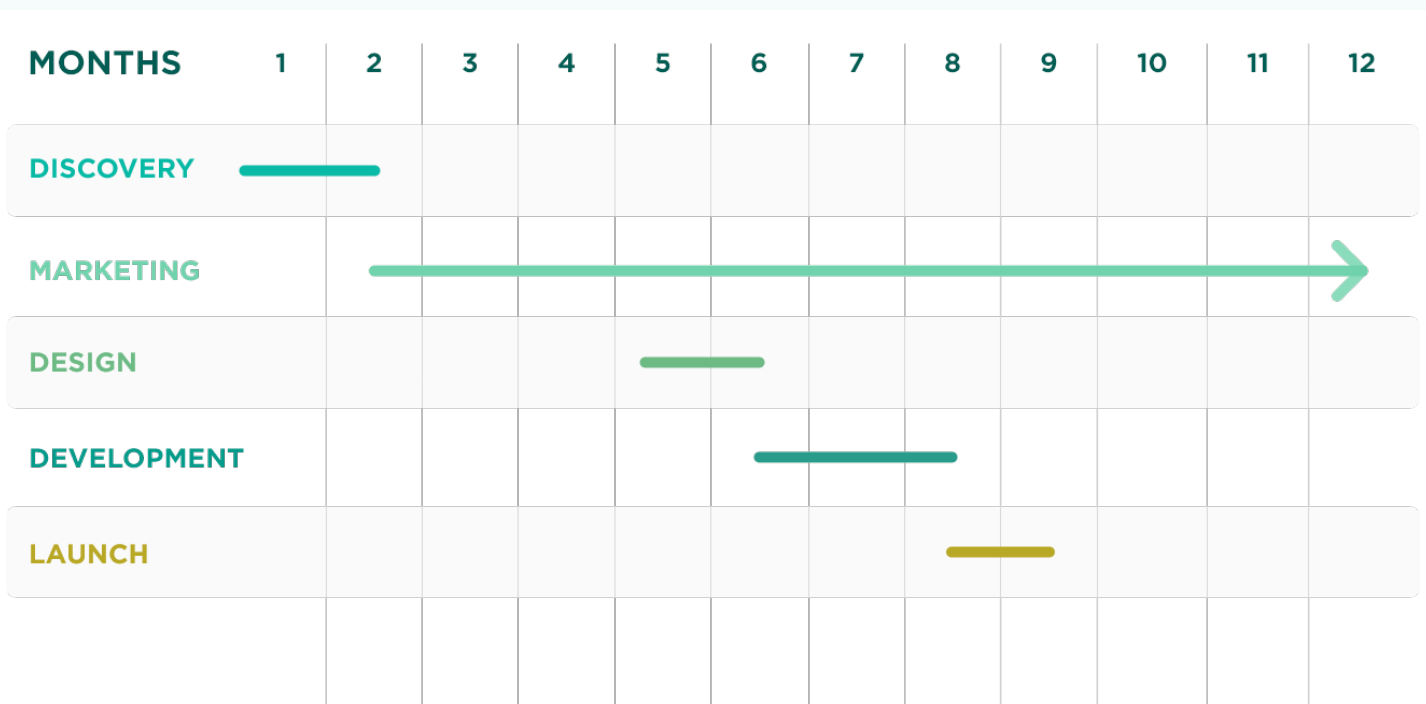 MONTHS 1 2 3 4 5 6 7 8 9 10 11 12
DISCOVERY
MARKETING
DESIGN
DEVELOPMENT
LAUNCH